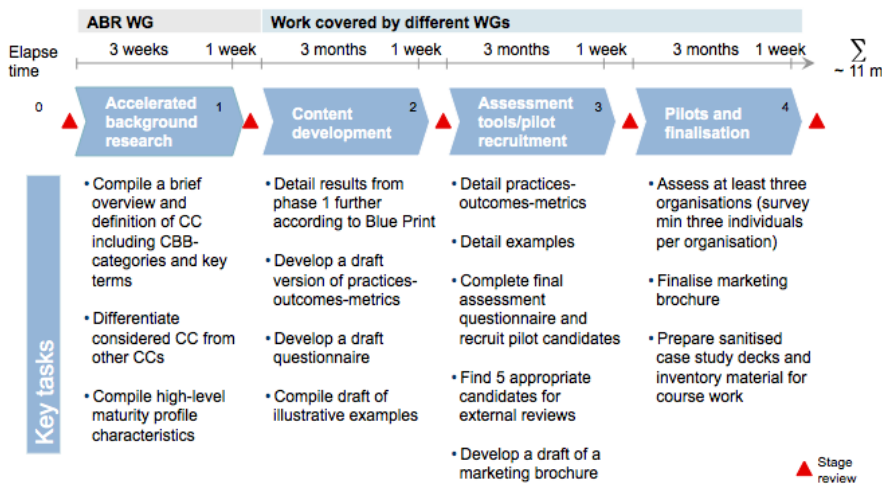 ABR WG
Work covered by different WGs
Elapse
time
3 weeks
1 week
3 months
1 week
3 months
1 week
3 months
1 week
∑
~ 11 m
0
Accelerated
background
research
1
Content
development
2
Assessment
tools/pilot
recruitment
3
Pilots and
finalisation
4
Key tasks
• Compile a brief
overview and
definition of CC
including CBB-
categories and key
terms
• Differentiate
considered CC from
other CCs
• Compile high-level
maturity profile
characteristics
• Detail results from
phase 1 further
according to Blue Print
• Develop a draft
version of practices-
outcomes-metrics
• Develop a draft
questionnaire
• Compile draft of
illustrative examples
• Detail practices-
outcomes-metrics
• Detail examples
• Complete final
assessment
questionnaire and
recruit pilot candidates
• Find 5 appropriate
candidates for
external reviews
• Develop a draft of a
marketing brochure
• Assess at least three
organisations (survey
min three individuals
per organisation)
• Finalise marketing
brochure
• Prepare sanitised
case study decks and
inventory material for
course work
Stage
review